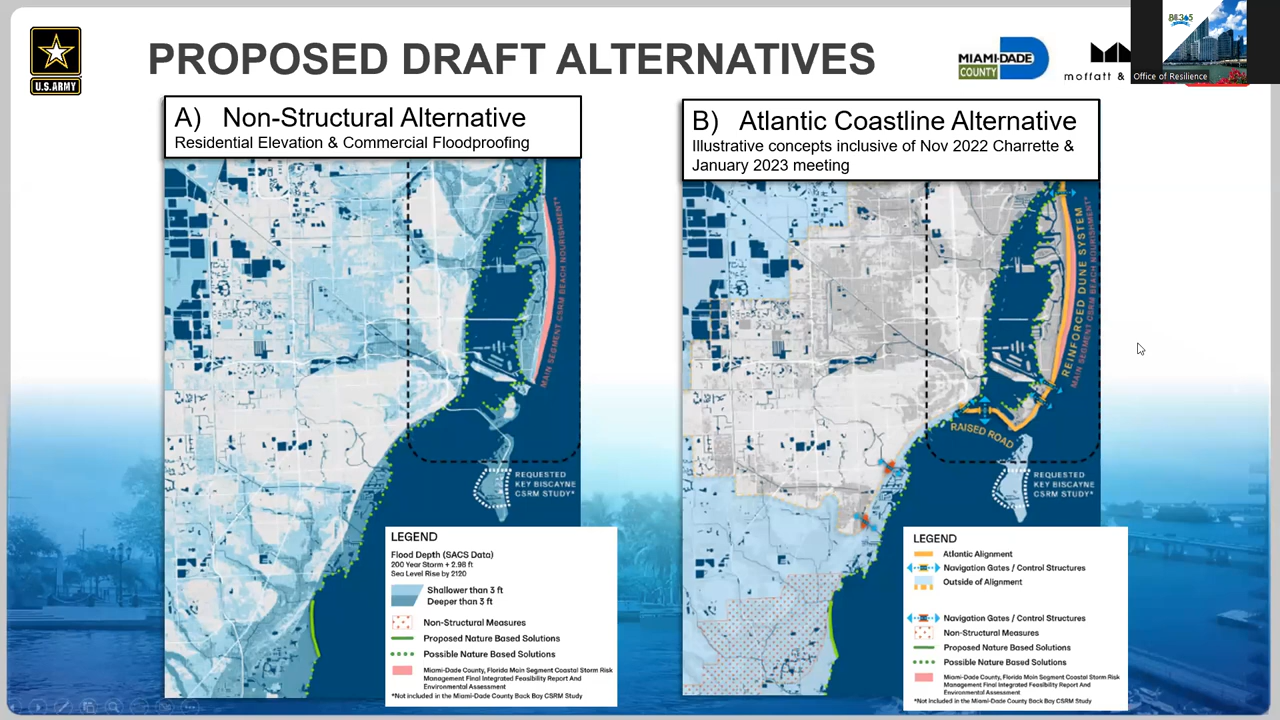 PROPOSED DRAFT ALTERNATIVES
U.S. ARMY
MIAMI-DADE
COUNTY
moffatt &
Office of Resilience
A) Non-Structural Alternative
Residential Elevation & Commercial Floodproofing
MAIN SEGMENT CSRM BEACH NOURISHMENT*
REQUESTED
KEY BISCAYNE
CSRM STUDY*
LEGEND
Flood Depth (SACS Data)
200 Year Storm + 2.98 ft
Sea Level Rise by 2120
Shallower than 3 ft
Deeper than 3 ft
Non-Structural Measures
Proposed Nature Based Solutions
Possible Nature Based Solutions
Miami-Dade County, Florida Main Segment Coastal Storm Risk
Management Final Integrated Feasibility Report And
Environmental Assessment
*Not included in the Miami-Dade County Back Bay CSRM Study
B) Atlantic Coastline Alternative
Illustrative concepts inclusive of Nov 2022 Charrette &
January 2023 meeting
REINFORCED DUNE SYSTEM
MAIN SEGMENT CSRM BEACH NOURISHMENT*
RAISED ROAD
REQUESTED
KEY BISCAYNE
CSRM STUDY*
LEGEND
Atlantic Alignment
Navigation Gates / Control Structures
Outside of Alignment
Navigation Gates / Control Structures
Non-Structural Measures
Proposed Nature Based Solutions
Possible Nature Based Solutions
Miami-Dade County, Florida Main Segment Coastal Storm Risk
Management Final Integrated Feasibility Report And
Environmental Assessment
*Not included in the Miami-Dade County Back Bay CSRM Study